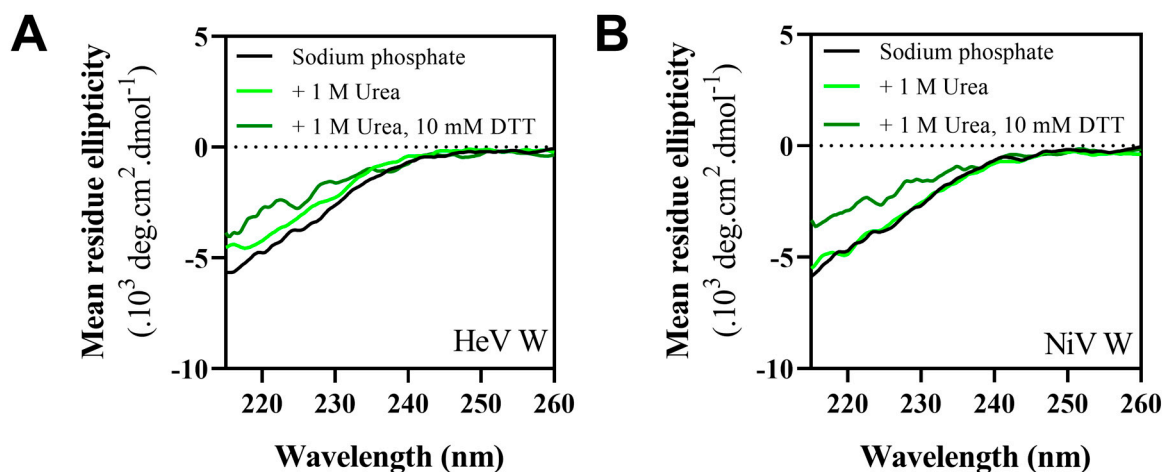 A
Mean residue ellipticity
(.10³ deg.cm².dmol⁻¹)
5
0
-5
-10
Sodium phosphate
+ 1 M Urea
+ 1 M Urea, 10 mM DTT
HeV W
220 230 240 250 260
Wavelength (nm)
B
Mean residue ellipticity
(.10³ deg.cm².dmol⁻¹)
5
0
-5
-10
Sodium phosphate
+ 1 M Urea
+ 1 M Urea, 10 mM DTT
NiV W
220 230 240 250 260
Wavelength (nm)